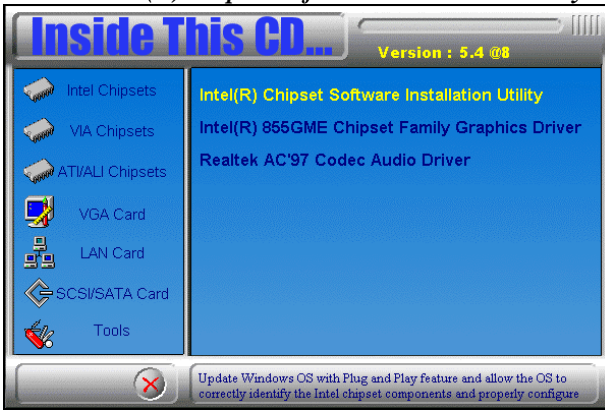 Inside This CD...
Version : 5.4 @8
Intel Chipsets
VIA Chipsets
ATI/ALI Chipsets
VGA Card
LAN Card
SCSI/SATA Card
Tools
Intel(R) Chipset Software Installation Utility
Intel(R) 855GME Chipset Family Graphics Driver
Realtek AC'97 Codec Audio Driver
Update Windows OS with Plug and Play feature and allow the OS to
correctly identify the Intel chipset components and properly configure